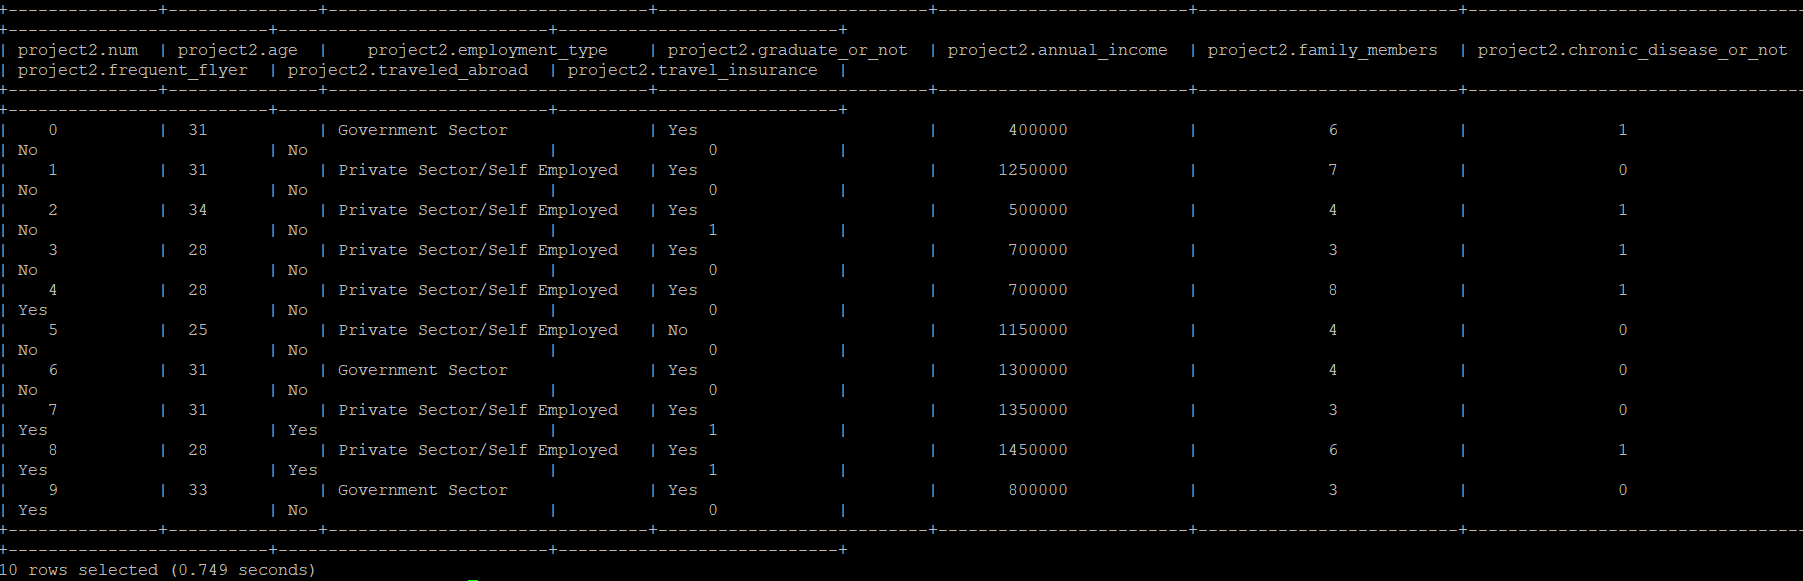 +---------------+---------------+--------------------------------+---------------------------+-------------------------+--------------------------+----------------------------------
+--------------------------+---------------------------+----------------------------+
| project2.num | project2.age | project2.employment_type | project2.graduate_or_not | project2.annual_income | project2.family_members | project2.chronic_disease_or_not
| project2.frequent_flyer | project2.traveled_abroad | project2.travel_insurance |
+---------------+---------------+--------------------------------+---------------------------+-------------------------+--------------------------+----------------------------------
+--------------------------+---------------------------+----------------------------+
| 0 | 31 | Government Sector | Yes | 400000 | 6 | 1
| No | No | 0 |
| 1 | 31 | Private Sector/Self Employed | Yes | 1250000 | 7 | 0
| No | No | 0 |
| 2 | 34 | Private Sector/Self Employed | Yes | 500000 | 4 | 1
| No | No | 1 |
| 3 | 28 | Private Sector/Self Employed | Yes | 700000 | 3 | 1
| No | No | 0 |
| 4 | 28 | Private Sector/Self Employed | Yes | 700000 | 8 | 1
| Yes | No | 0 |
| 5 | 25 | Private Sector/Self Employed | No | 1150000 | 4 | 0
| No | No | 0 |
| 6 | 31 | Government Sector | Yes | 1300000 | 4 | 0
| No | No | 0 |
| 7 | 31 | Private Sector/Self Employed | Yes | 1350000 | 3 | 0
| Yes | Yes | 1 |
| 8 | 28 | Private Sector/Self Employed | Yes | 1450000 | 6 | 1
| Yes | Yes | 1 |
| 9 | 33 | Government Sector | Yes | 800000 | 3 | 0
| Yes | No | 0 |
+---------------+---------------+--------------------------------+---------------------------+-------------------------+--------------------------+----------------------------------
+--------------------------+---------------------------+----------------------------+
10 rows selected (0.749 seconds)